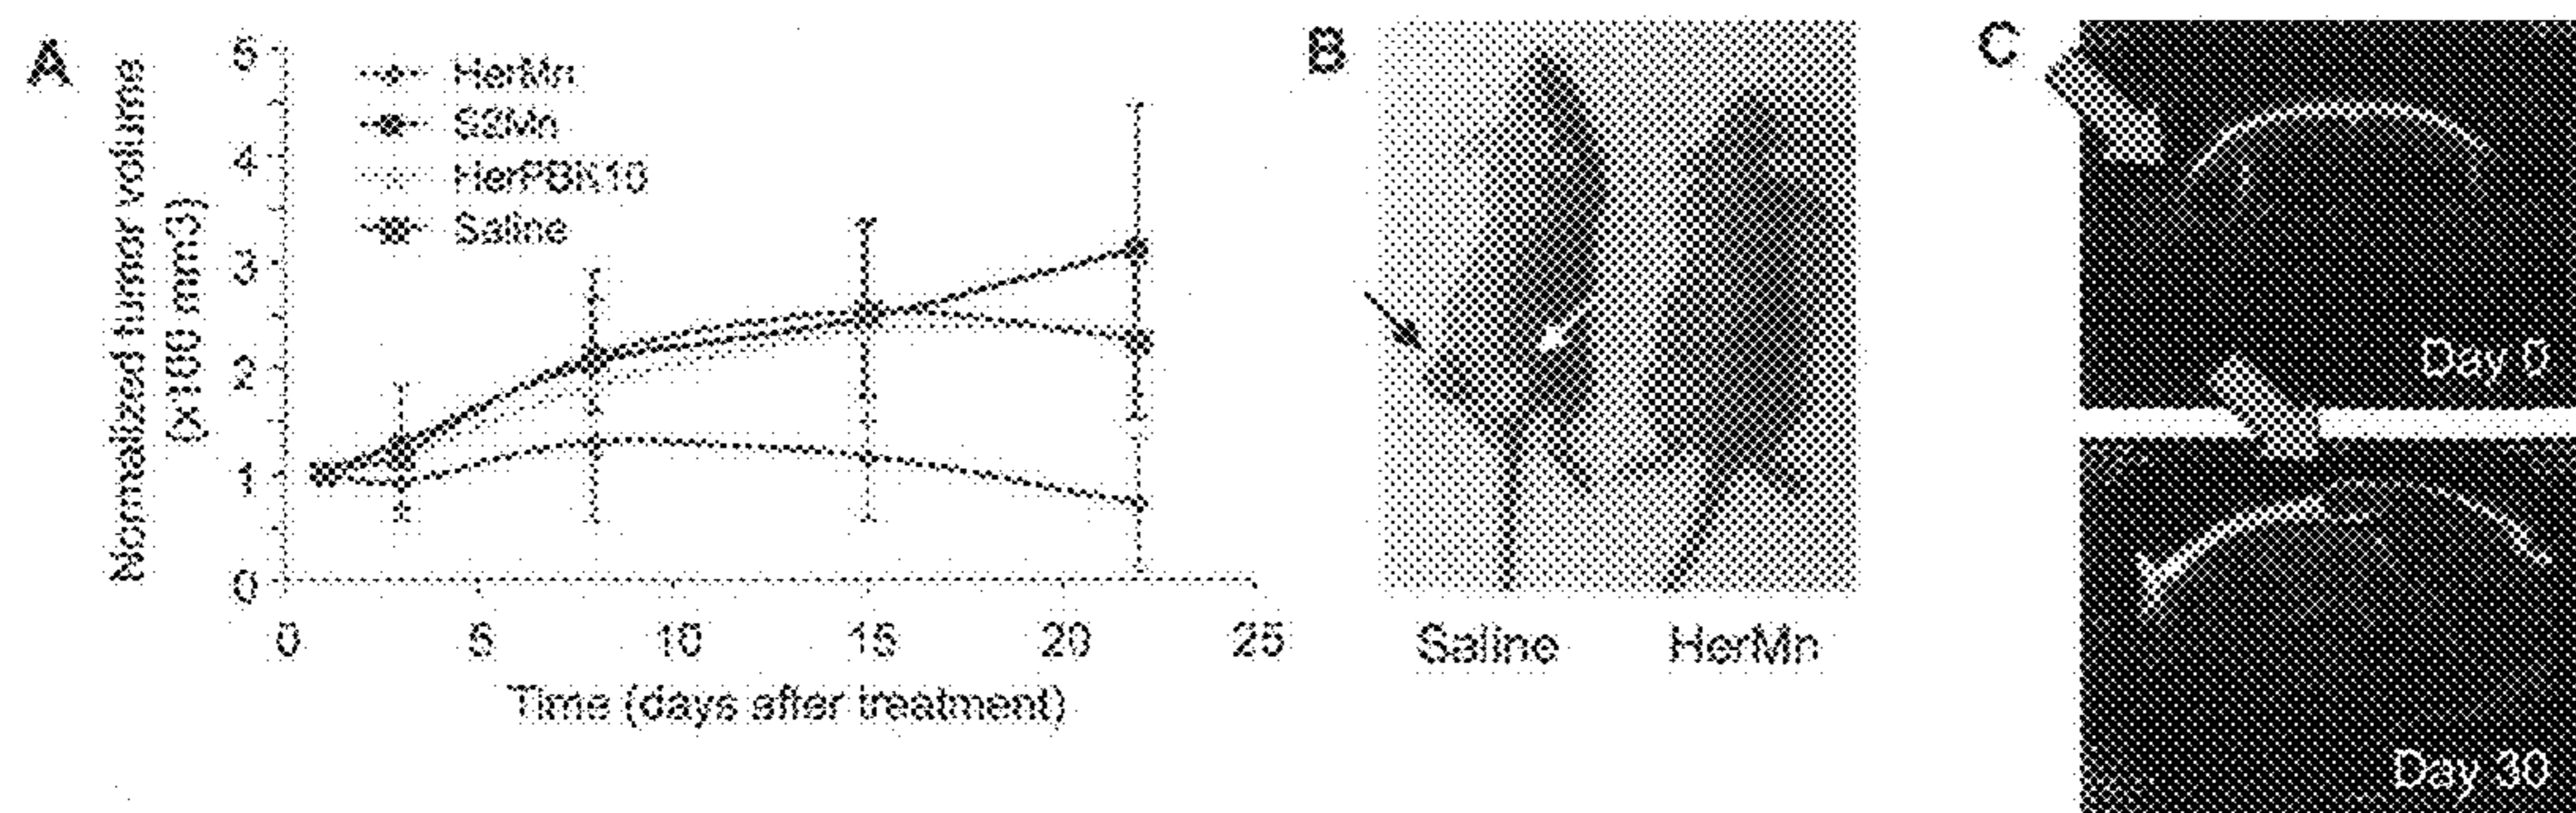 A
Normalized tumor volume
(x 100 mm3)
5
4
3
2
1
0
HerMn
S2Mn
HerPBK10
Saline
0 5 10 15 20 25
Time (days after treatment)
B
Saline HerMn
C
Day 0
Day 30